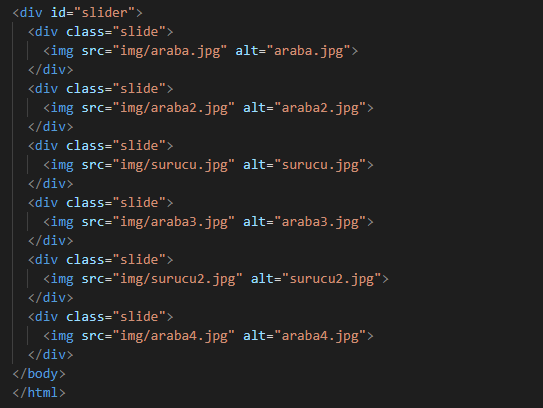 <div id="slider">
<div class="slide">
<img src="img/araba.jpg" alt="araba.jpg">
</div>
<div class="slide">
<img src="img/araba2.jpg" alt="araba2.jpg">
</div>
<div class="slide">
<img src="img/surucu.jpg" alt="surucu.jpg">
</div>
<div class="slide">
<img src="img/araba3.jpg" alt="araba3.jpg">
</div>
<div class="slide">
<img src="img/surucu2.jpg" alt="surucu2.jpg">
</div>
<div class="slide">
<img src="img/araba4.jpg" alt="araba4.jpg">
</div>
</body>
</html>